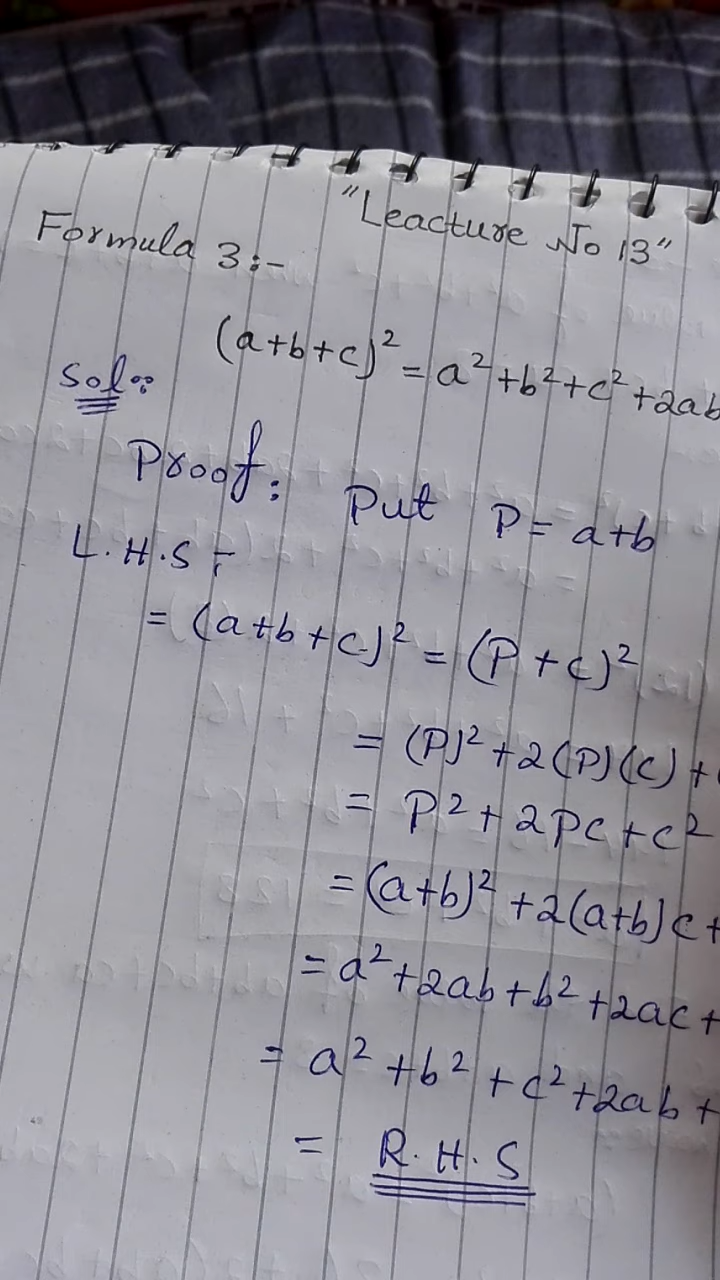 "Leacture No 13"
Formula 3:-
(a+b+c)² = a²+b²+c²+2ab
Sol::
Proof: Put P = a+b
L.H.S -
= (a+b+c)² = (P+c)²
= (P)²+2(P)(c)+
= P²+2Pc+c²
= (a+b)²+2(a+b)c+
= a²+2ab+b²+2ac+
= a²+b²+c²+2ab+
= R.H.S